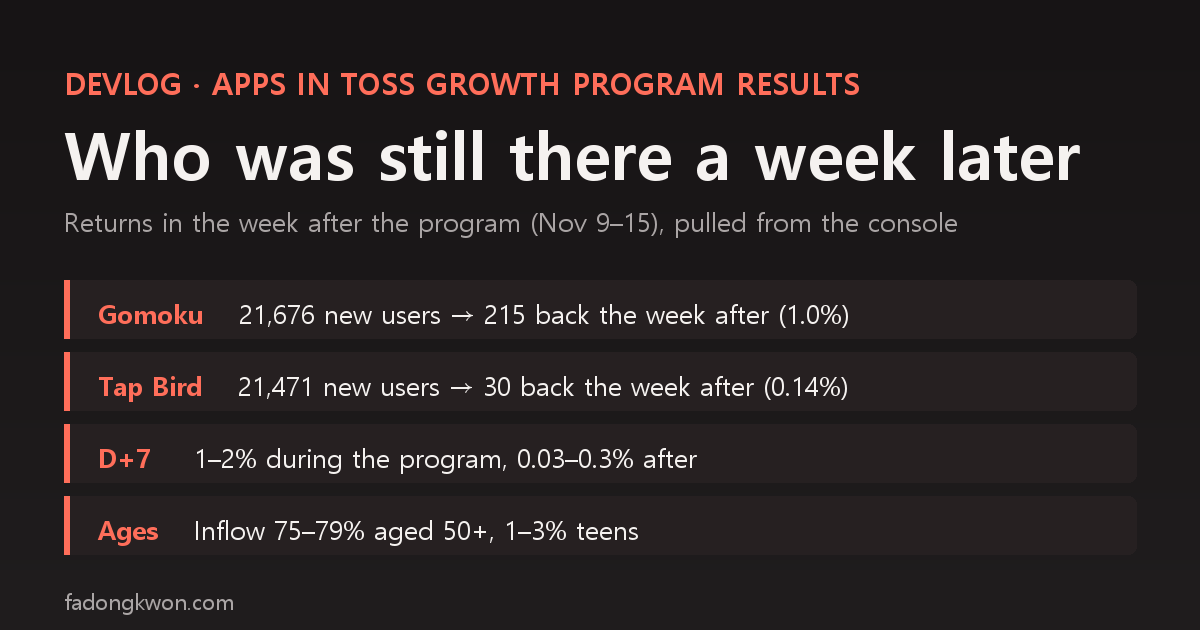 DEVLOG · APPS IN TOSS GROWTH PROGRAM RESULTS
Who was still there a week later
Returns in the week after the program (Nov 9–15), pulled from the console
Gomoku 21,676 new users → 215 back the week after (1.0%)
Tap Bird 21,471 new users → 30 back the week after (0.14%)
D+7 1–2% during the program, 0.03–0.3% after
Ages Inflow 75–79% aged 50+, 1–3% teens
fadongkwon.com